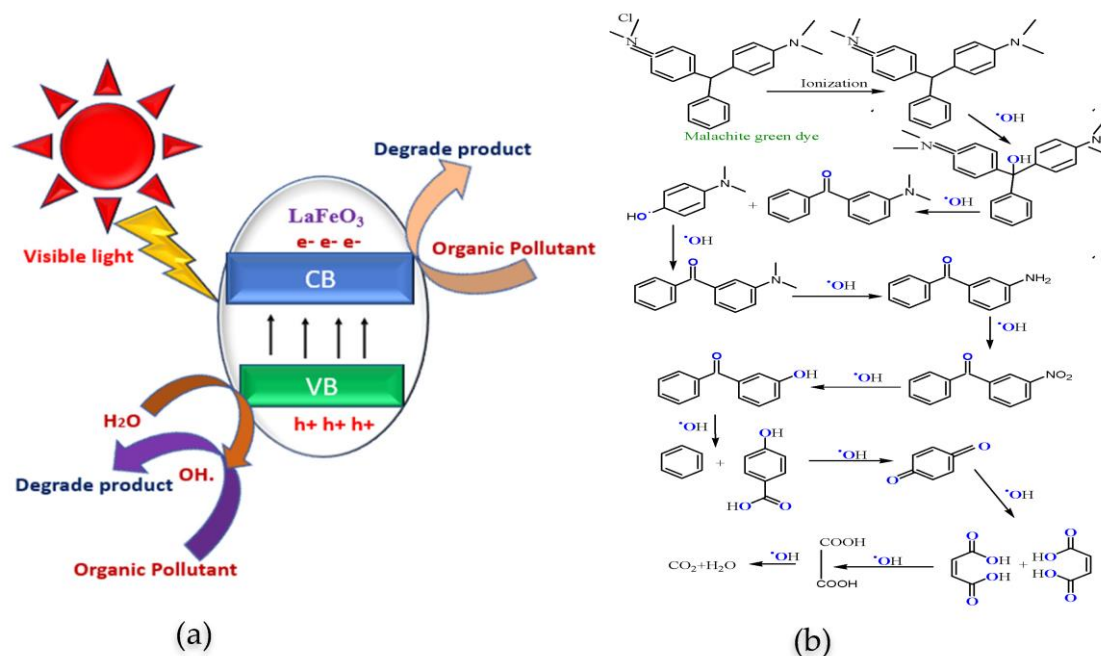 LaFeO3
e- e- e-
Visible light
CB
Degrade product
Organic Pollutant
VB
h+ h+ h+
H2O
OH.
Degrade product
Organic Pollutant
(a)
Cl
N
N
Ionization
Malachite green dye
N
N
•OH
N
OH
N
•OH
N
HO
+
O
N
•OH
O
N
•OH
O
NH2
•OH
O
NO2
•OH
O
OH
•OH
+
OH
HO
O
•OH
O
O
•OH
O
OH
OH
O
+
O
HO
HO
O
•OH
COOH
COOH
•OH
CO2+H2O
(b)